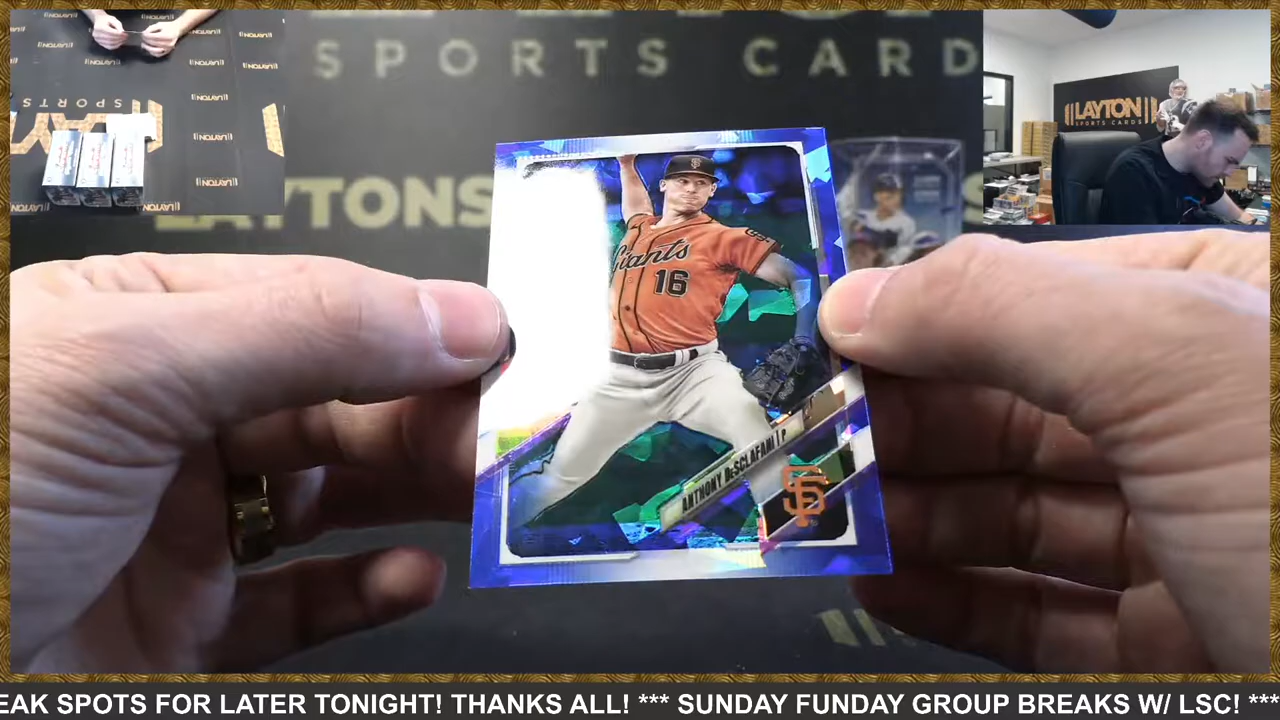 SPORTS CARD
LAYTONS
LAYTON
SPORTS CARDS
Giants
16
SF
ANTHONY DeSCLAFANI | P
SF
EAK SPOTS FOR LATER TONIGHT! THANKS ALL! *** SUNDAY FUNDAY GROUP BREAKS W/ LSC! ***